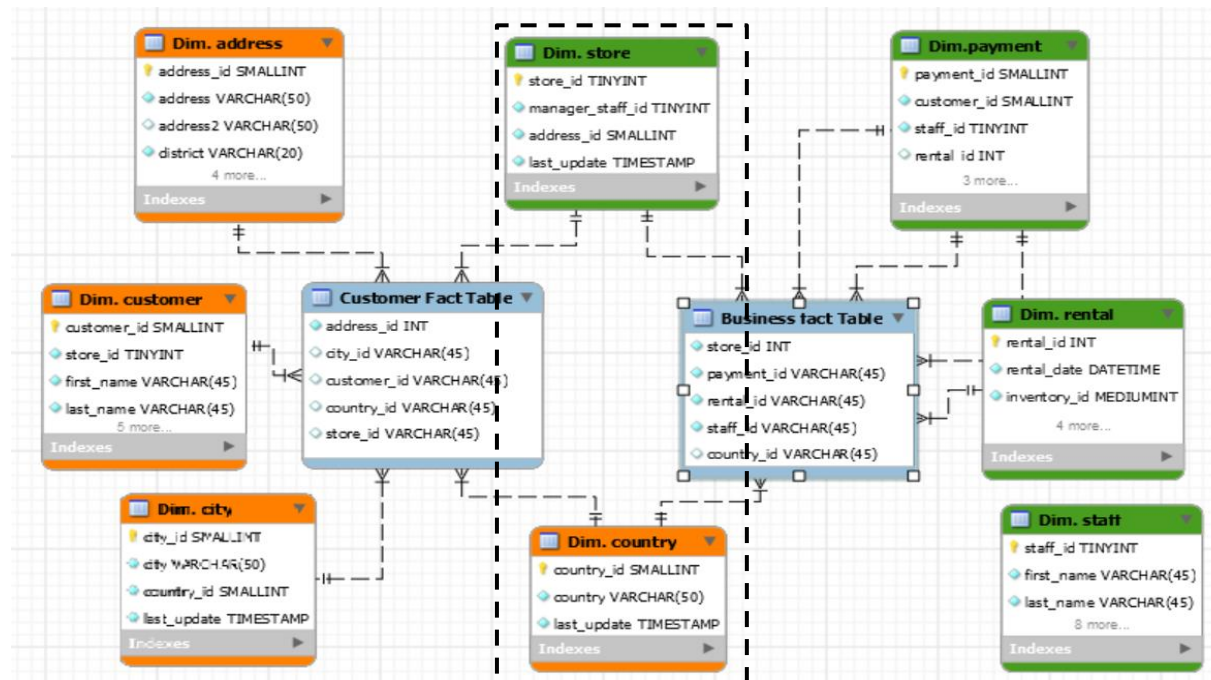 Dim. address
address_id SMALLINT
address VARCHAR(50)
address2 VARCHAR(50)
district VARCHAR(20)
4 more...
Indexes
Dim. store
store_id TINYINT
manager_staff_id TINYINT
address_id SMALLINT
last_update TIMESTAMP
Indexes
Dim.payment
payment_id SMALLINT
customer_id SMALLINT
staff_id TINYINT
rental_id INT
3 more...
Indexes
Dim. customer
customer_id SMALLINT
store_id TINYINT
first_name VARCHAR(45)
last_name VARCHAR(45)
5 more...
Indexes
Customer Fact Table
address_id INT
city_id VARCHAR(45)
customer_id VARCHAR(45)
country_id VARCHAR(45)
store_id VARCHAR(45)
Business fact Table
store_id INT
payment_id VARCHAR(45)
rental_id VARCHAR(45)
staff_id VARCHAR(45)
country_id VARCHAR(45)
Dim. rental
rental_id INT
rental_date DATETIME
inventory_id MEDIUMINT
4 more...
Indexes
Dim. city
city_id SMALLINT
city VARCHAR(50)
country_id SMALLINT
last_update TIMESTAMP
Indexes
Dim. country
country_id SMALLINT
country VARCHAR(50)
last_update TIMESTAMP
Indexes
Dim. staff
staff_id TINYINT
first_name VARCHAR(45)
last_name VARCHAR(45)
8 more...
Indexes